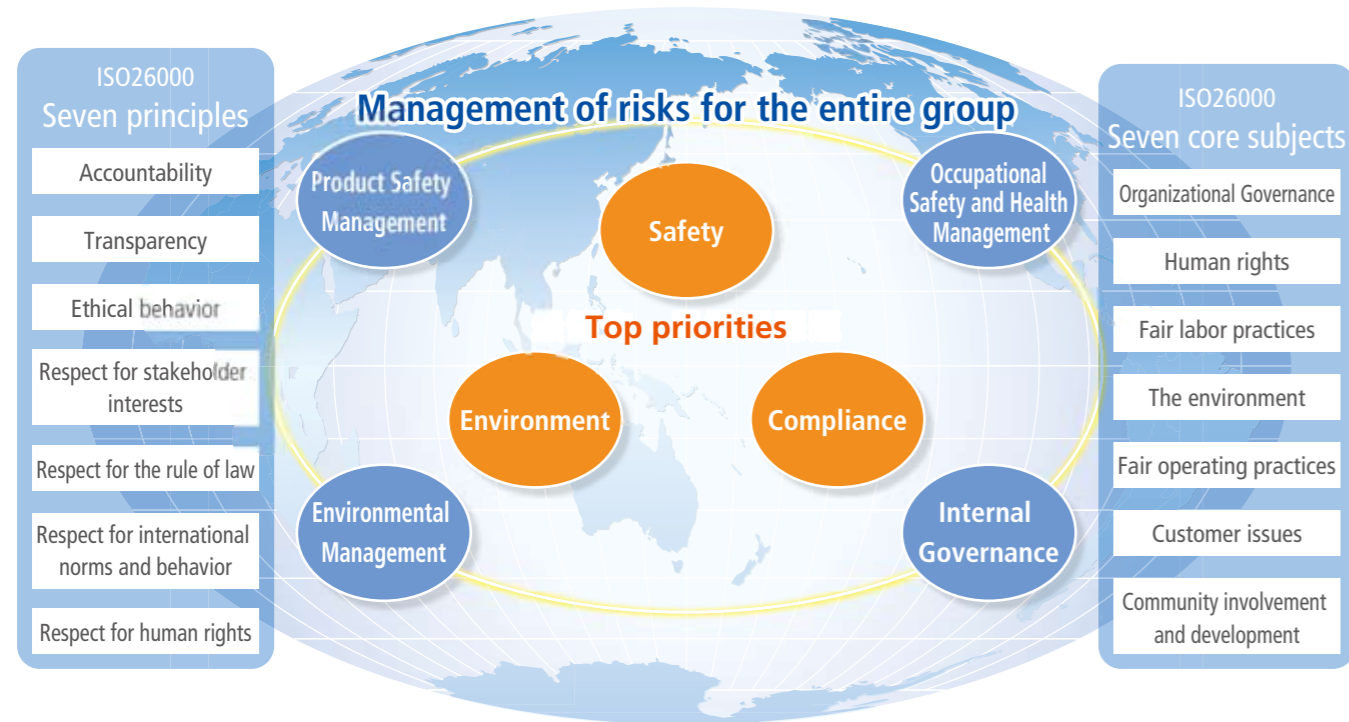 ISO26000
Seven principles
Accountability
Transparency
Ethical behavior
Respect for stakeholder
interests
Respect for the rule of law
Respect for international
norms and behavior
Respect for human rights
Management of risks for the entire group
Product Safety
Management
Occupational
Safety and Health
Management
Safety
Top priorities
Environment
Compliance
Environmental
Management
Internal
Governance
ISO26000
Seven core subjects
Organizational Governance
Human rights
Fair labor practices
The environment
Fair operating practices
Customer issues
Community involvement
and development